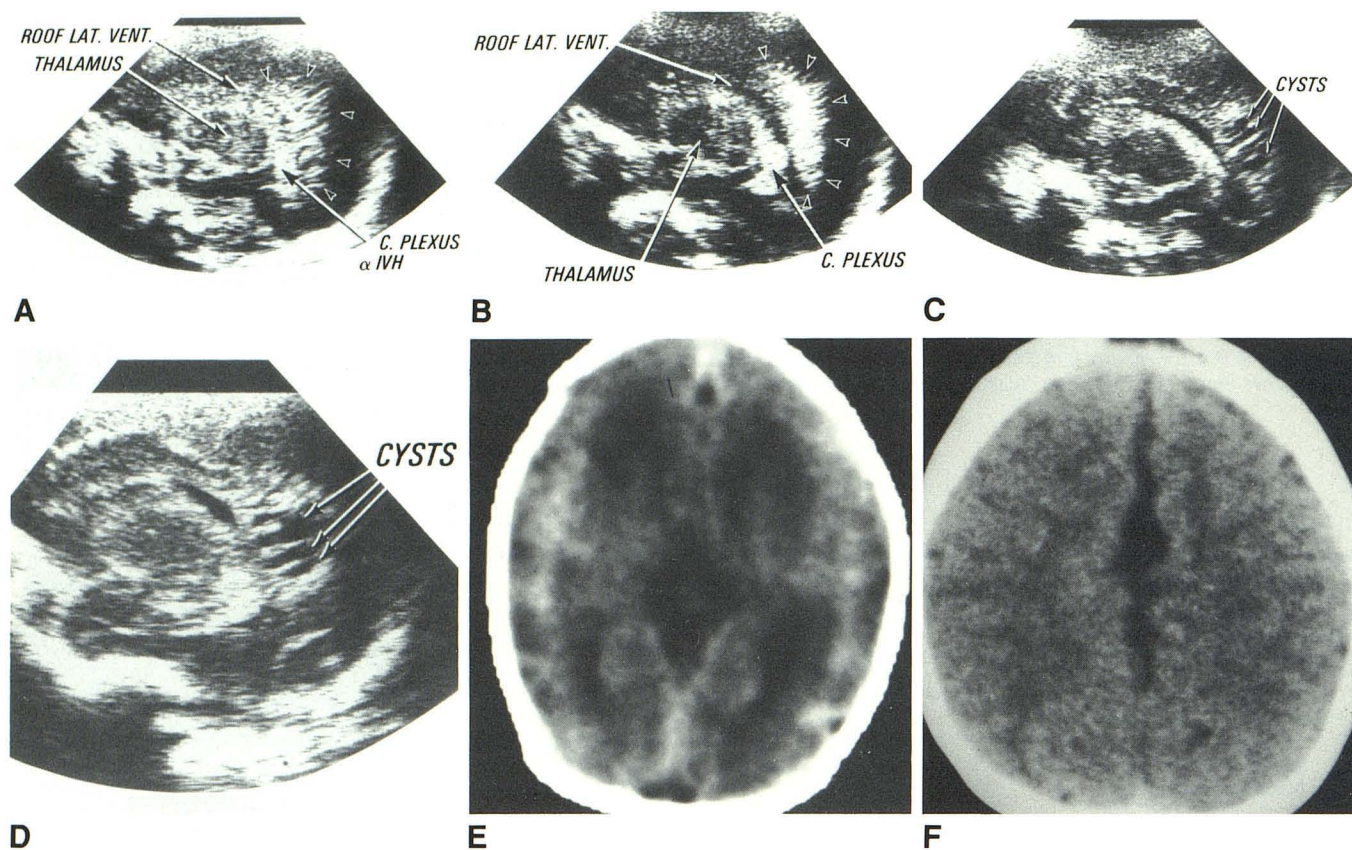 ROOF LAT. VENT.
THALAMUS
C. PLEXUS
α IVH
A
ROOF LAT. VENT.
THALAMUS
C. PLEXUS
B
CYSTS
C
CYSTS
D
E
F